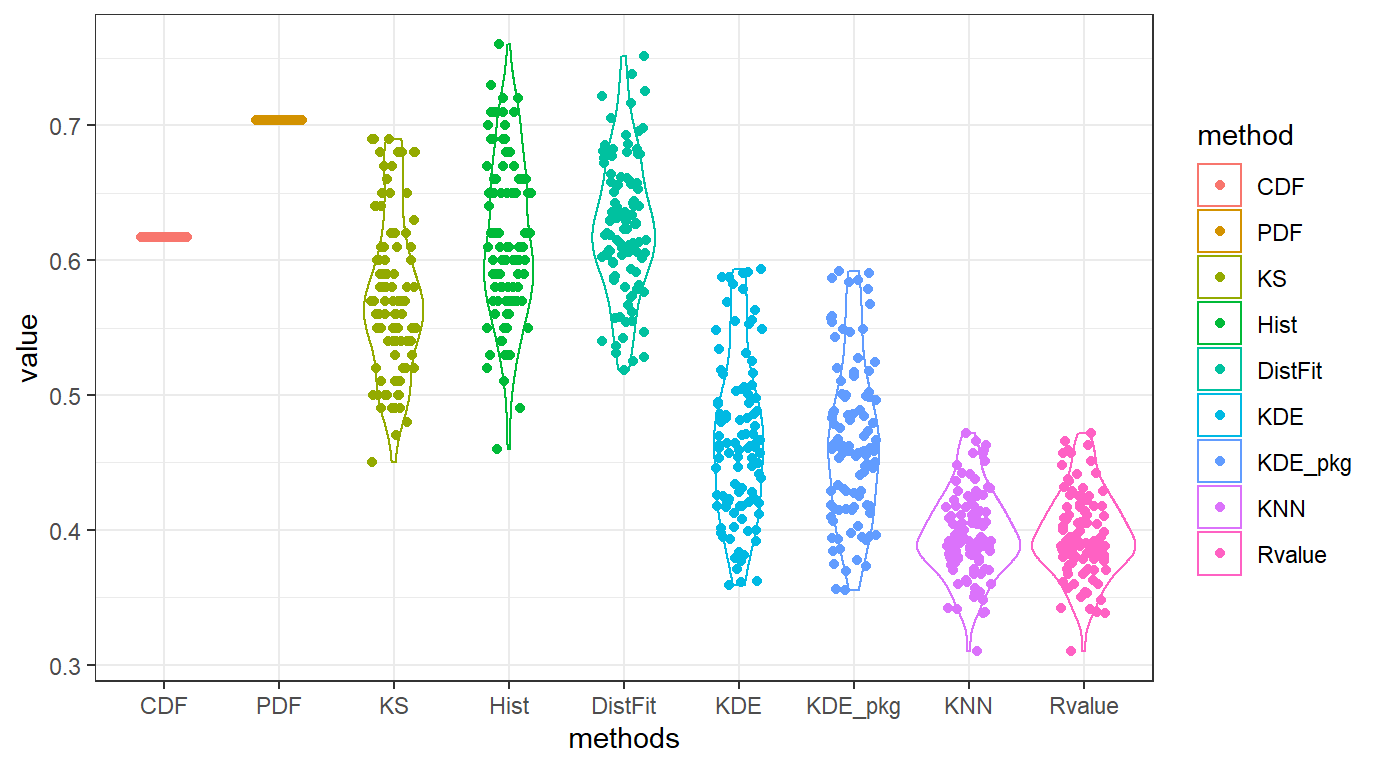 value
0.7
0.6
0.5
0.4
0.3
CDF PDF KS Hist DistFit KDE KDE_pkg KNN Rvalue
methods
method
CDF
PDF
KS
Hist
DistFit
KDE
KDE_pkg
KNN
Rvalue